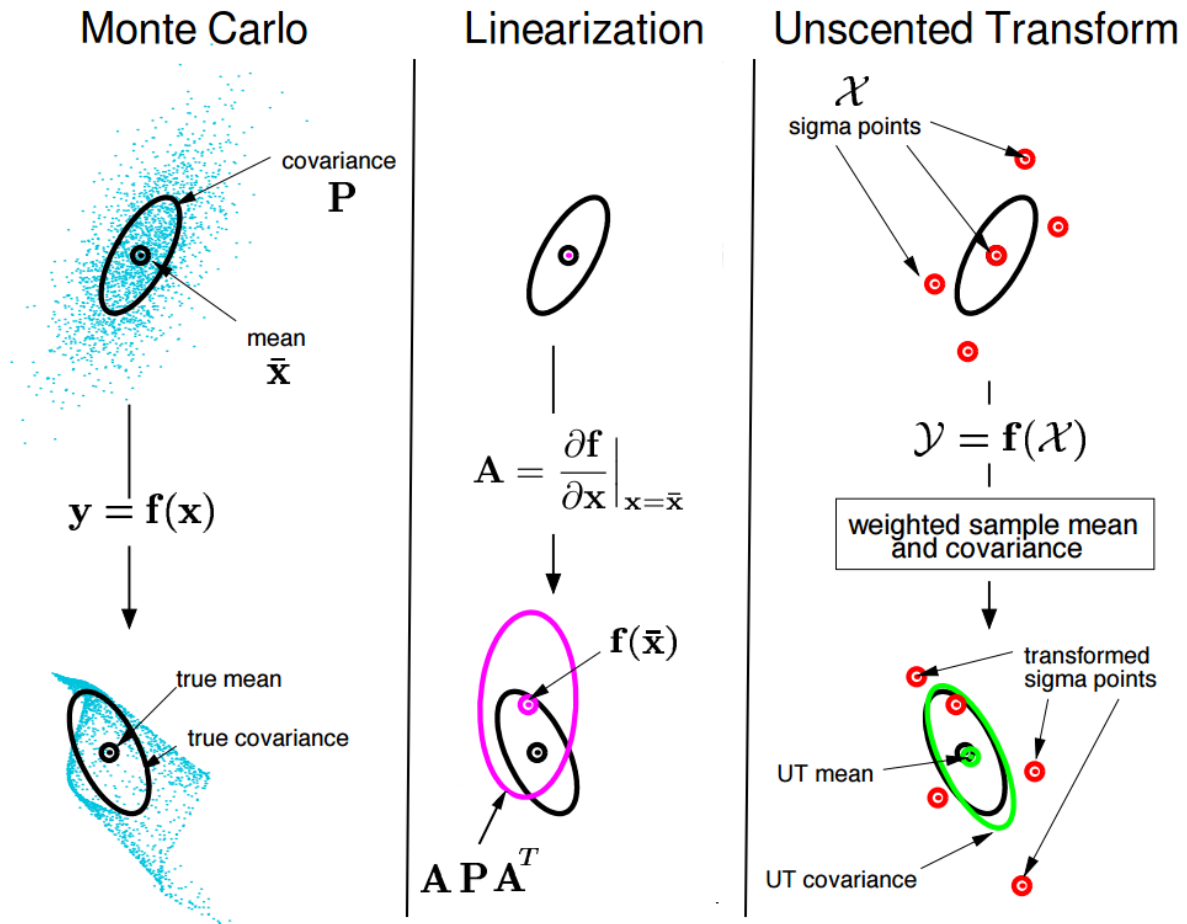 Monte Carlo
covariance
P
mean
x̄
y = f(x)
true mean
true covariance
Linearization
A = ∂f/∂x |x=x̄
f(x̄)
A P Aᵀ
Unscented Transform
𝒳
sigma points
𝒴 = f(𝒳)
weighted sample mean
and covariance
transformed
sigma points
UT mean
UT covariance